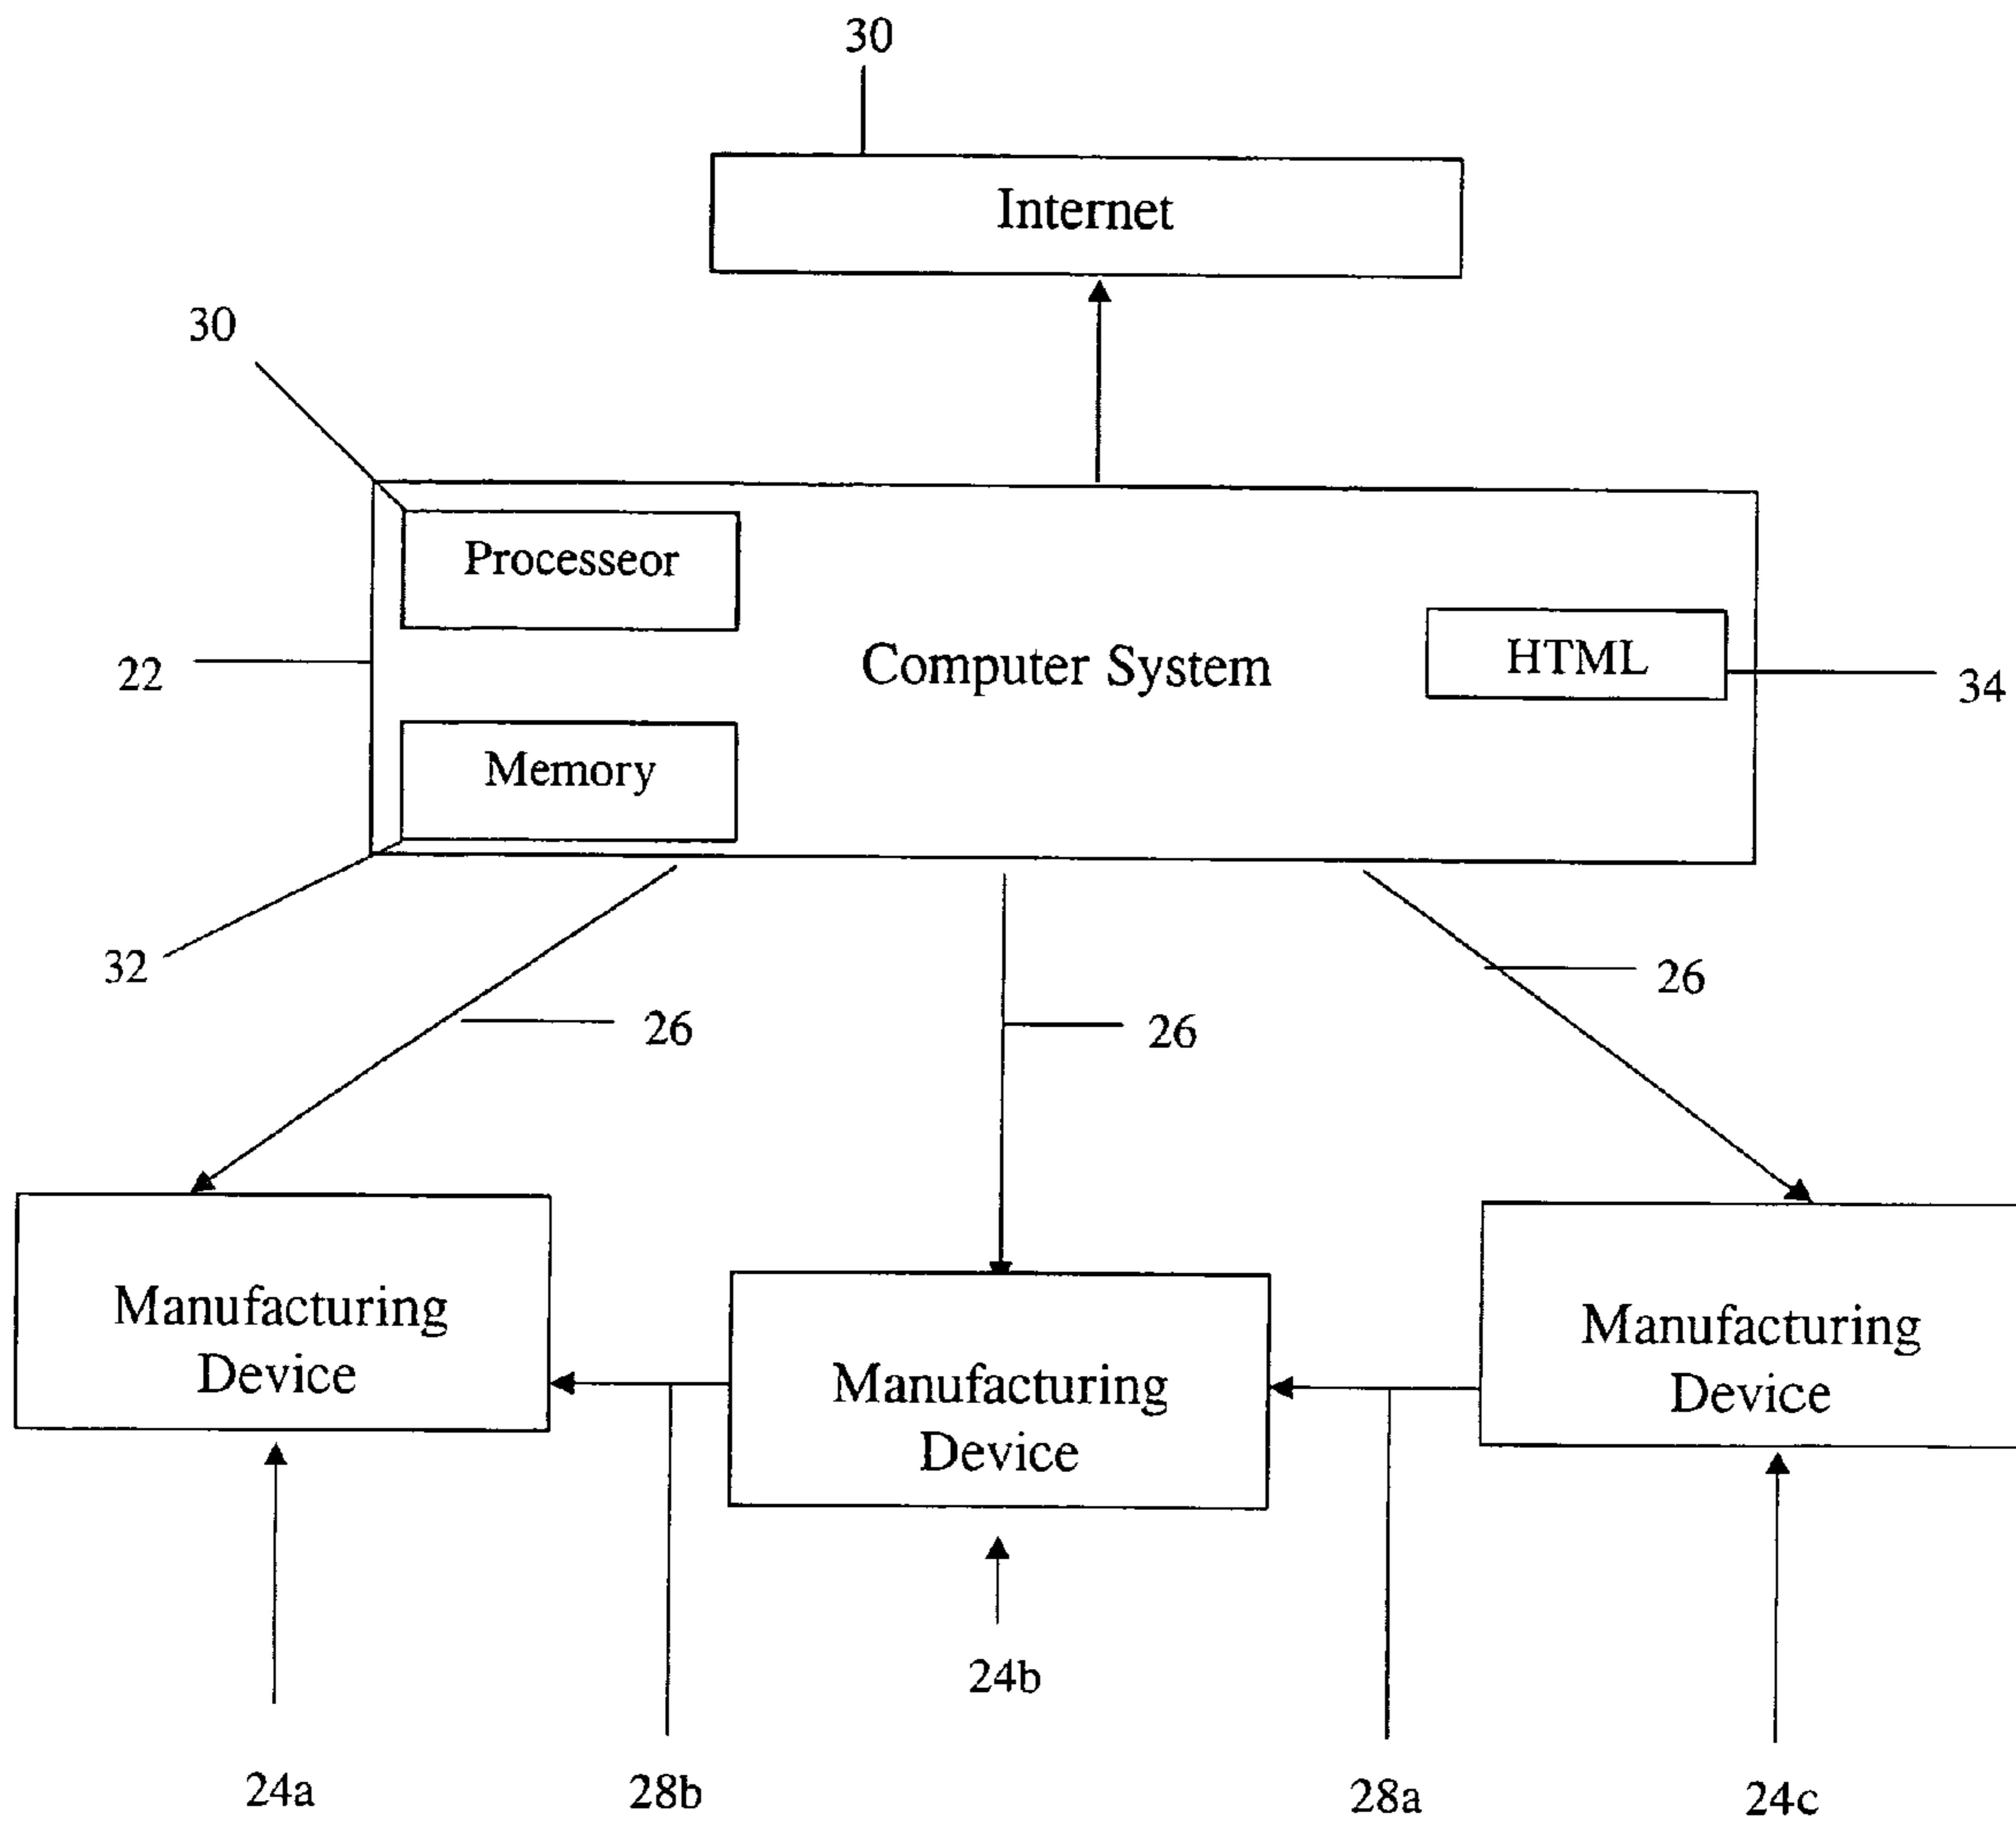 30
Internet
30
Processeor
22
Computer System
HTML
34
Memory
32
26
26
26
Manufacturing
Device
Manufacturing
Device
Manufacturing
Device
24b
24a
28b
28a
24c